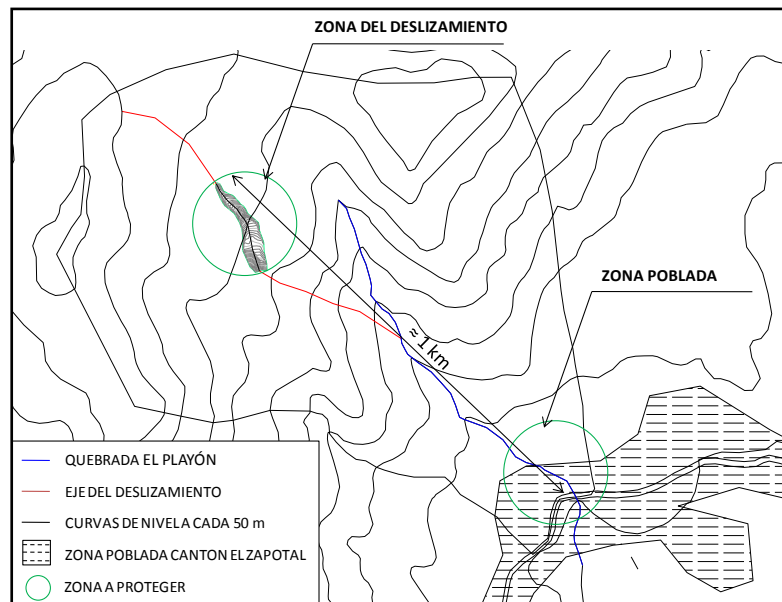 ZONA DEL DESLIZAMIENTO
ZONA POBLADA
≈ 1 km
QUEBRADA EL PLAYÓN
EJE DEL DESLIZAMIENTO
CURVAS DE NIVELA CADA 50 m
ZONA POBLADA CANTON EL ZAPOTAL
ZONA A PROTEGER